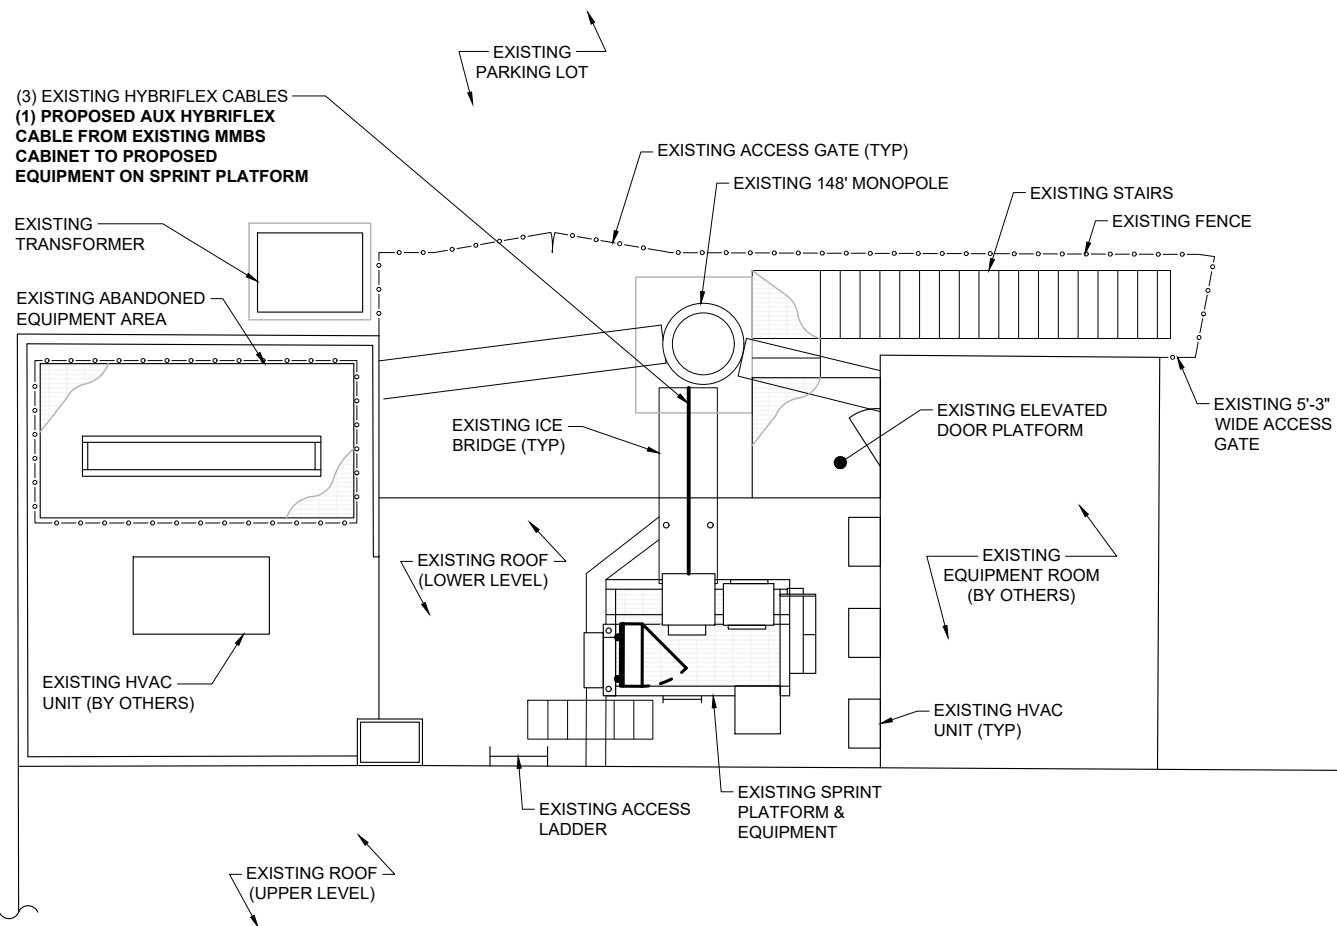 EXISTING
PARKING LOT
(3) EXISTING HYBRIFLEX CABLES
(1) PROPOSED AUX HYBRIFLEX
CABLE FROM EXISTING MMBS
CABINET TO PROPOSED
EQUIPMENT ON SPRINT PLATFORM
EXISTING ACCESS GATE (TYP)
EXISTING 148' MONOPOLE
EXISTING STAIRS
EXISTING FENCE
EXISTING
TRANSFORMER
EXISTING ABANDONED
EQUIPMENT AREA
EXISTING ICE
BRIDGE (TYP)
EXISTING ELEVATED
DOOR PLATFORM
EXISTING 5'-3"
WIDE ACCESS
GATE
EXISTING ROOF
(LOWER LEVEL)
EXISTING
EQUIPMENT ROOM
(BY OTHERS)
EXISTING HVAC
UNIT (BY OTHERS)
EXISTING HVAC
UNIT (TYP)
EXISTING ACCESS
LADDER
EXISTING SPRINT
PLATFORM &
EQUIPMENT
EXISTING ROOF
(UPPER LEVEL)